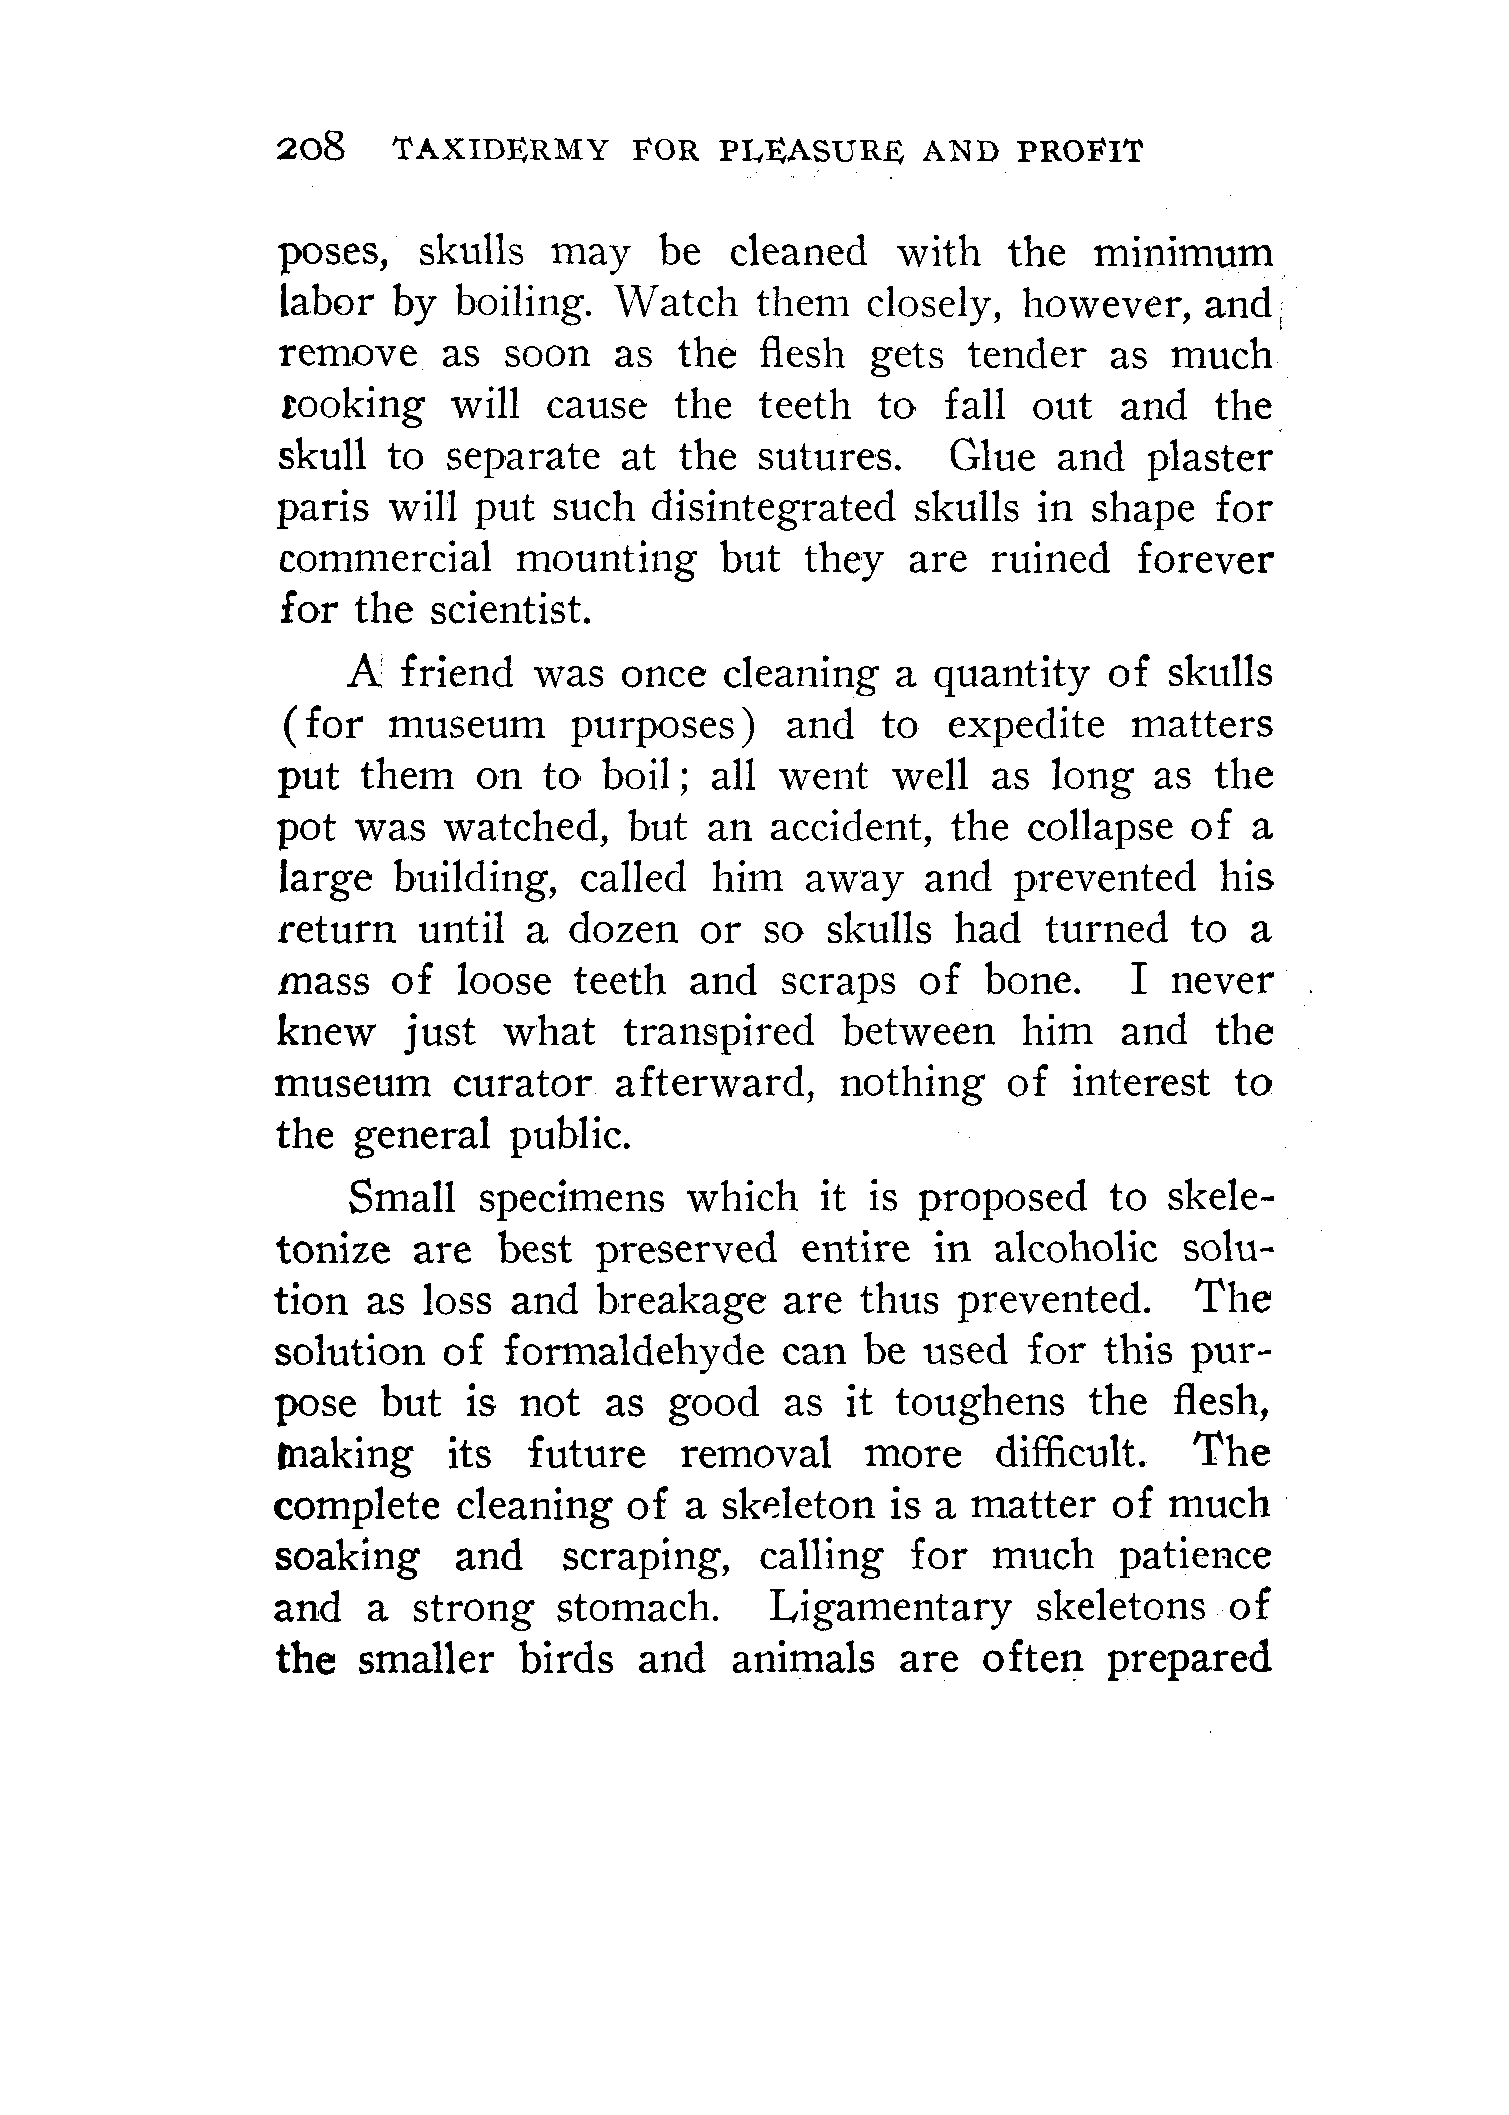 208 TAXIDERMY FOR PLEASURE AND PROFIT
poses, skulls may be cleaned with the minimum
labor by boiling. Watch them closely, however, and
remove as soon as the flesh gets tender as much
cooking will cause the teeth to fall out and the
skull to separate at the sutures. Glue and plaster
paris will put such disintegrated skulls in shape for
commercial mounting but they are ruined forever
for the scientist.
A friend was once cleaning a quantity of skulls
(for museum purposes) and to expedite matters
put them on to boil; all went well as long as the
pot was watched, but an accident, the collapse of a
large building, called him away and prevented his
return until a dozen or so skulls had turned to a
mass of loose teeth and scraps of bone. I never
knew just what transpired between him and the
museum curator afterward, nothing of interest to
the general public.
Small specimens which it is proposed to skele-
tonize are best preserved entire in alcoholic solu-
tion as loss and breakage are thus prevented. The
solution of formaldehyde can be used for this pur-
pose but is not as good as it toughens the flesh,
making its future removal more difficult. The
complete cleaning of a skeleton is a matter of much
soaking and scraping, calling for much patience
and a strong stomach. Ligamentary skeletons of
the smaller birds and animals are often prepared